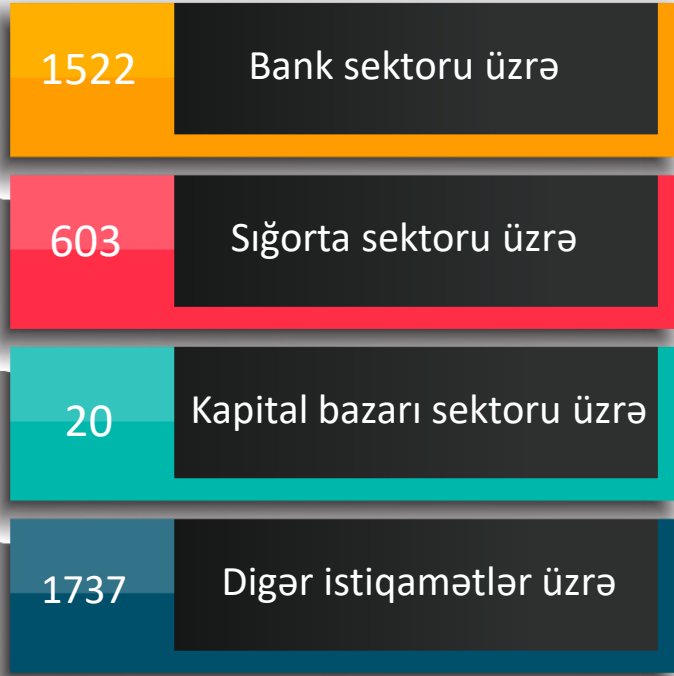 1522
Bank sektoru üzrə
603
Sığorta sektoru üzrə
20
Kapital bazarı sektoru üzrə
1737
Digər istiqamətlər üzrə